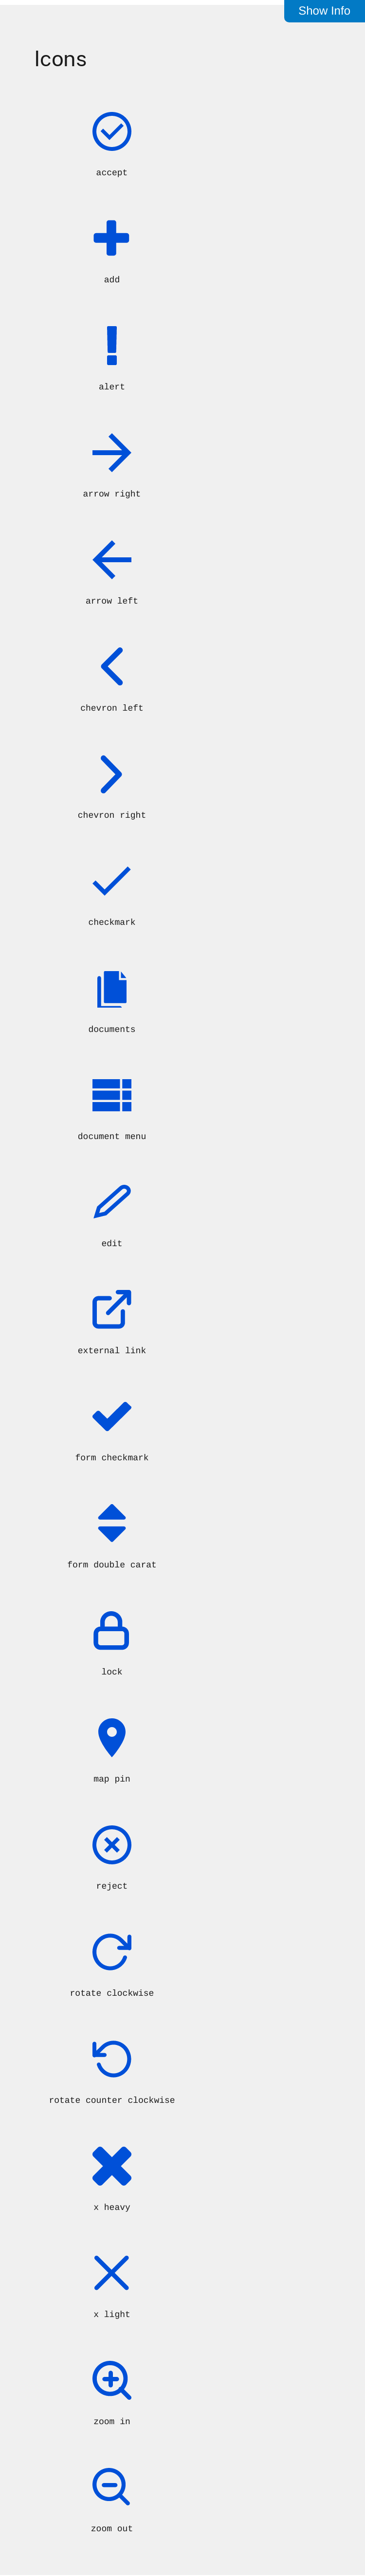 Show Info
Icons
accept
add
alert
arrow right
arrow left
chevron left
chevron right
checkmark
documents
document menu
edit
external link
form checkmark
form double carat
lock
map pin
reject
rotate clockwise
rotate counter clockwise
x heavy
x light
zoom in
zoom out